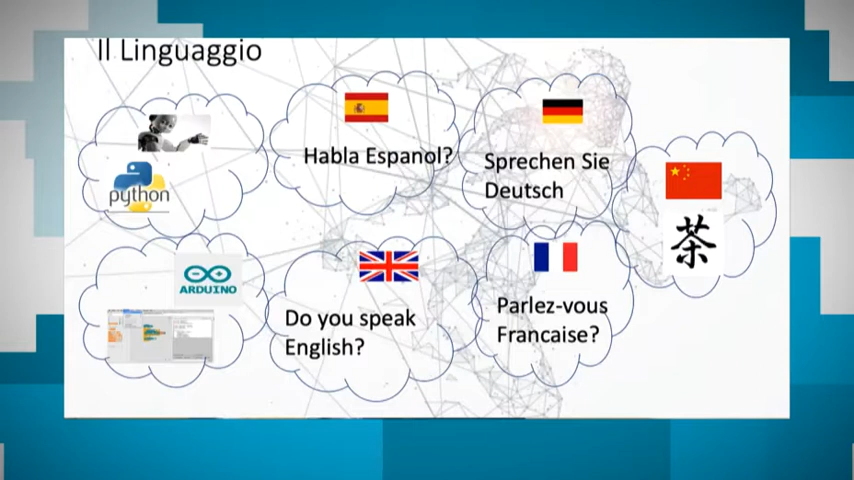 Il Linguaggio
Habla Espanol?
Sprechen Sie
Deutsch
python
茶
ARDUINO
Do you speak
English?
Parlez-vous
Francaise?